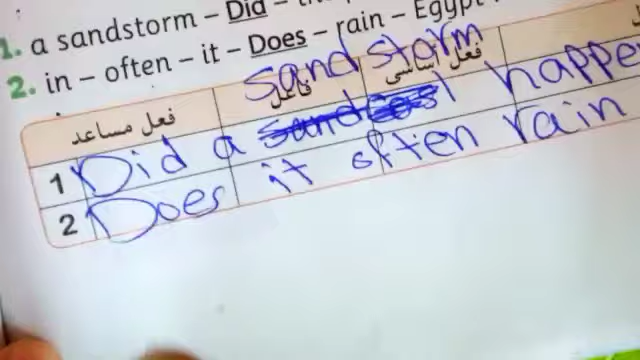 1. a sandstorm – Did –
2. in – often – it – Does – rain – Egypt
sandstorm
فعل مساعد فاعل فعل أساسي
1 Did a happe
2 Does it often rain